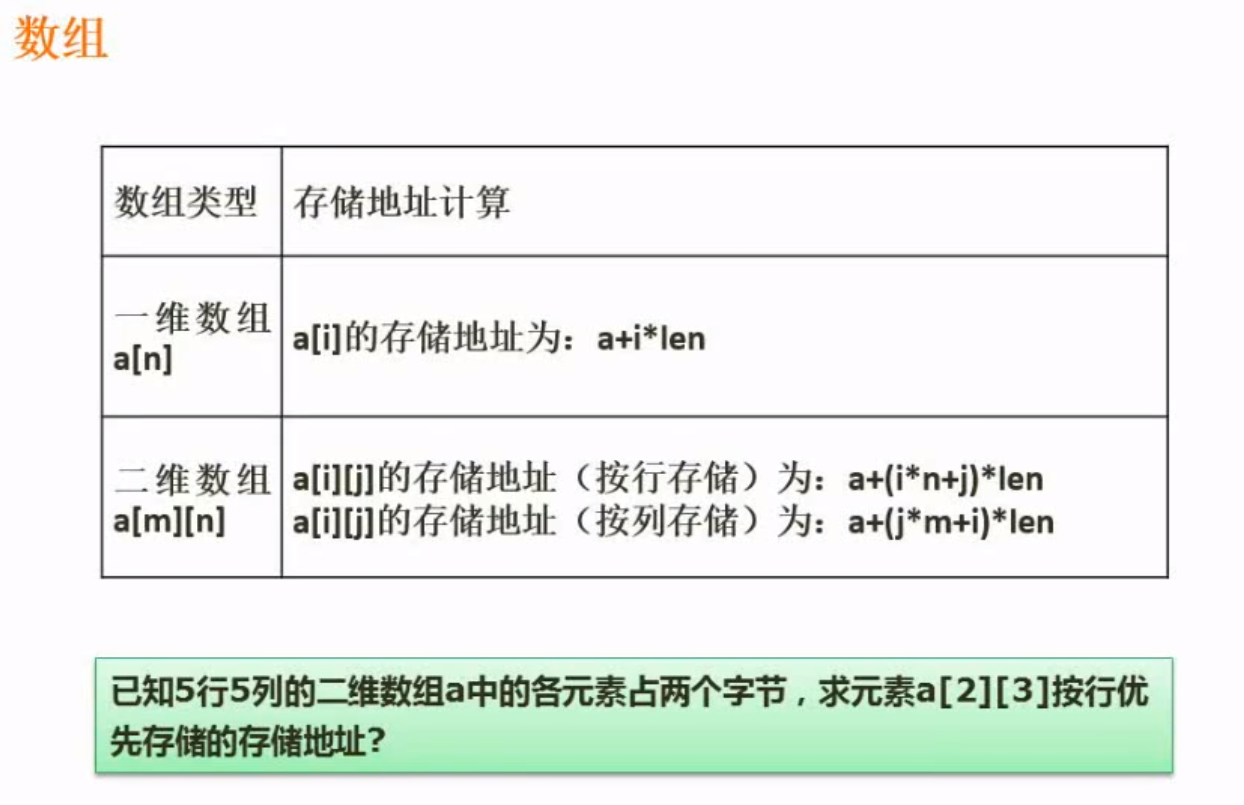 数组
数组类型
存储地址计算
一维数组
a[n]
a[i]的存储地址为：a+i*len
二维数组
a[m][n]
a[i][j]的存储地址（按行存储）为：a+(i*n+j)*len
a[i][j]的存储地址（按列存储）为：a+(j*m+i)*len
已知5行5列的二维数组a中的各元素占两个字节，求元素a[2][3]按行优
先存储的存储地址?